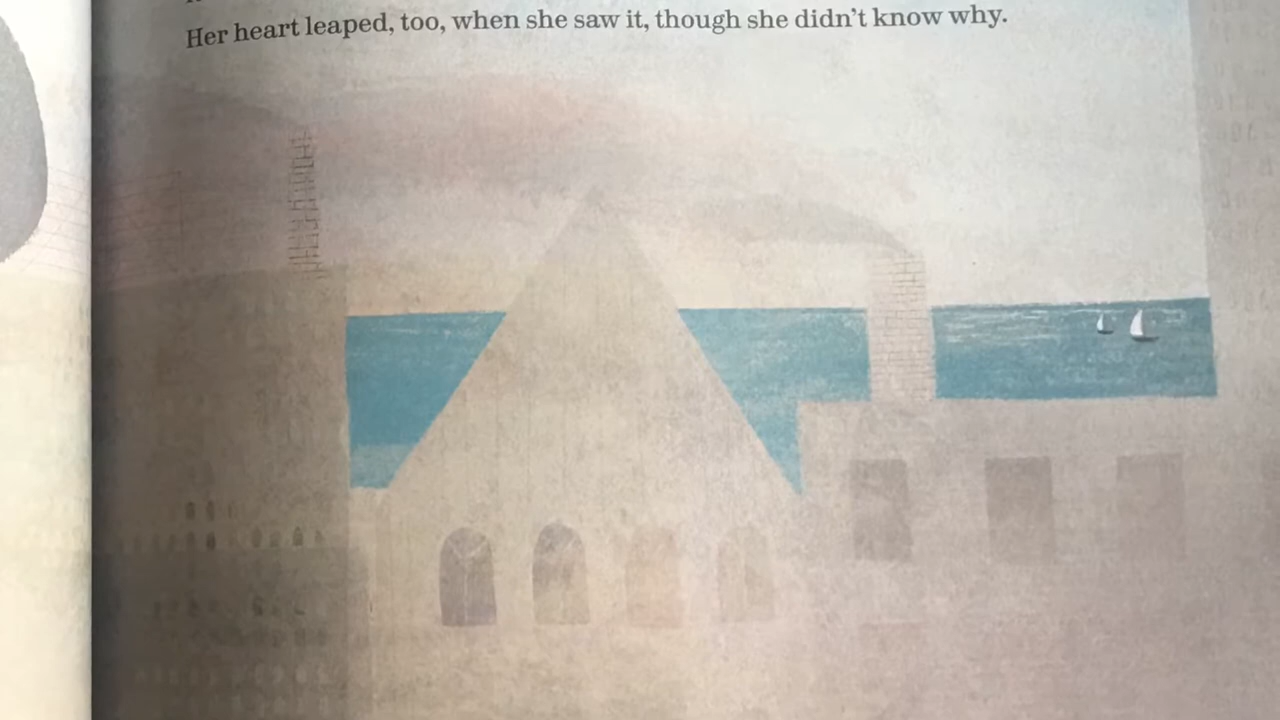 Her heart leaped, too, when she saw it, though she didn't know why.